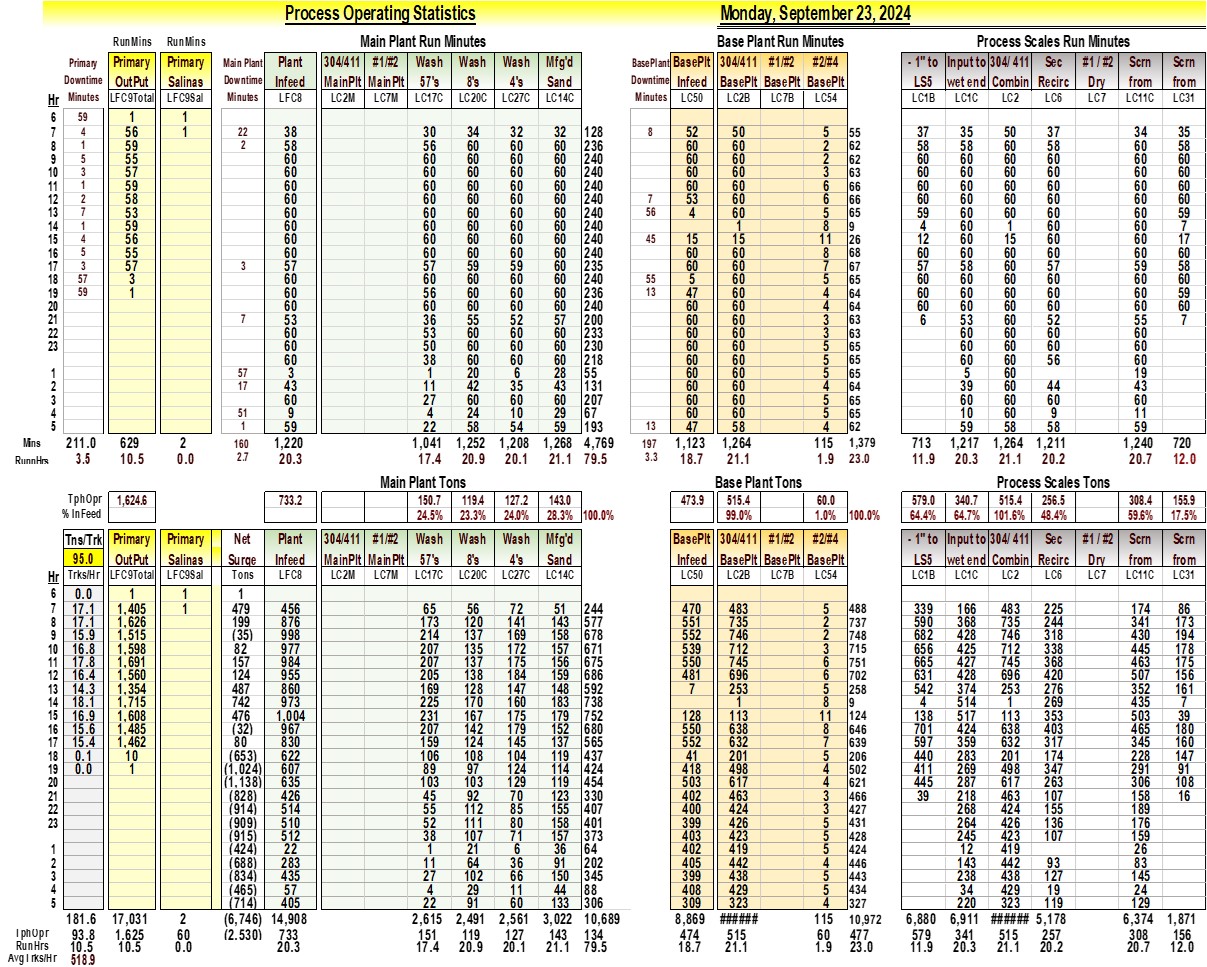 Process Operating Statistics Monday, September 23, 2024
Main Plant Run Minutes Base Plant Run Minutes Process Scales Run Minutes
RunMins RunMins
Primary Primary Primary Main Plant Plant 304/411 #1/#2 Wash Wash Wash Mfg'd BasePlant BasePlt 304/411 #1/#2 #2/#4 - 1" to Input to 304/ 411 Sec #1 / #2 Scrn Scrn
Downtime OutPut Salinas Downtime Infeed MainPlt MainPlt 57's 8's 4's Sand Downtime Infeed BasePlt BasePlt BasePlt LS5 wet end Combin Recirc Dry from from
Hr Minutes LFC9Total LFC9Sal Minutes LFC8 LC2M LC7M LC17C LC20C LC27C LC14C Minutes LC50 LC2B LC7B LC54 LC1B LC1C LC2 LC6 LC7 LC11C LC31
6 59 1 1
7 4 56 1 22 38 30 34 32 32 128 8 52 50 5 55 37 35 50 37 34 35
8 1 59 2 58 56 60 60 60 236 60 60 2 62 58 58 60 58 60 58
9 5 55 60 60 60 60 60 240 60 60 2 62 60 60 60 60 60 60
10 3 57 60 60 60 60 60 240 60 60 3 63 60 60 60 60 60 60
11 1 59 60 60 60 60 60 240 60 60 6 66 60 60 60 60 60 60
12 2 58 60 60 60 60 60 240 7 53 60 6 66 60 60 60 60 60 60
13 7 53 60 60 60 60 60 240 56 4 60 5 65 59 60 60 60 60 59
14 1 59 60 60 60 60 60 240 1 8 9 4 60 1 60 60 7
15 4 56 60 60 60 60 60 240 45 15 15 11 26 12 60 15 60 60 17
16 5 55 60 60 60 60 60 240 60 60 8 68 60 60 60 60 60 60
17 3 57 3 57 57 59 59 60 235 60 60 7 67 57 58 60 57 59 58
18 57 3 60 60 60 60 60 240 55 5 60 5 65 60 60 60 60 60 60
19 59 1 60 56 60 60 60 236 13 47 60 4 64 60 60 60 60 60 59
20 60 60 60 60 60 240 60 60 4 64 60 60 60 60 60 60
21 7 53 36 55 52 57 200 60 60 3 63 6 53 60 52 55 7
22 60 53 60 60 60 233 60 60 3 63 60 60 60 60
23 60 50 60 60 60 230 60 60 5 65 60 60 60 60
60 38 60 60 60 218 60 60 5 65 60 60 56 60
1 57 3 1 20 6 28 55 60 60 5 65 5 60 19
2 17 43 11 42 35 43 131 60 60 4 64 39 60 44 43
3 60 27 60 60 60 207 60 60 5 65 60 60 60 60
4 51 9 4 24 10 29 67 60 60 5 65 10 60 9 11
5 1 59 22 58 54 59 193 13 47 58 4 62 59 58 58 59
Mins 211.0 629 2 160 1,220 1,041 1,252 1,208 1,268 4,769 197 1,123 1,264 115 1,379 713 1,217 1,264 1,211 1,240 720
RunnHrs 3.5 10.5 0.0 2.7 20.3 17.4 20.9 20.1 21.1 79.5 3.3 18.7 21.1 1.9 23.0 11.9 20.3 21.1 20.2 20.7 12.0
Main Plant Tons Base Plant Tons Process Scales Tons
TphOpr 1,624.6 733.2 150.7 119.4 127.2 143.0 473.9 515.4 60.0 579.0 340.7 515.4 256.5 308.4 155.9
% InFeed 24.5% 23.3% 24.0% 28.3% 100.0% 99.0% 1.0% 100.0% 64.4% 64.7% 101.6% 48.4% 59.6% 17.5%
Tns/Trk Primary Primary Net Plant 304/411 #1/#2 Wash Wash Wash Mfg'd BasePlt 304/411 #1/#2 #2/#4 - 1" to Input to 304/ 411 Sec #1 / #2 Scrn Scrn
95.0 OutPut Salinas Surge Infeed MainPlt MainPlt 57's 8's 4's Sand Infeed BasePlt BasePlt BasePlt LS5 wet end Combin Recirc Dry from from
Hr Trks/Hr LFC9Total LFC9Sal Tons LFC8 LC2M LC7M LC17C LC20C LC27C LC14C LC50 LC2B LC7B LC54 LC1B LC1C LC2 LC6 LC7 LC11C LC31
6 0.0 1 1 1
7 17.1 1,405 1 479 456 65 56 72 51 244 470 483 5 488 339 166 483 225 174 86
8 17.1 1,626 199 876 173 120 141 143 577 551 735 2 737 590 368 735 244 341 173
9 15.9 1,515 (35) 998 214 137 169 158 678 552 746 2 748 682 428 746 318 430 194
10 16.8 1,598 82 977 207 135 172 157 671 539 712 3 715 656 425 712 338 445 178
11 17.8 1,691 157 984 207 137 175 156 675 550 745 6 751 665 427 745 368 463 175
12 16.4 1,560 124 955 205 138 184 159 686 481 696 6 702 631 428 696 420 507 156
13 14.3 1,354 487 860 169 128 147 148 592 7 253 5 258 542 374 253 276 352 161
14 18.1 1,715 742 973 225 170 160 183 738 1 8 9 4 514 1 269 435 7
15 16.9 1,608 476 1,004 231 167 175 179 752 128 113 11 124 138 517 113 353 503 39
16 15.6 1,485 (32) 967 207 142 179 152 680 550 638 8 646 701 424 638 403 465 180
17 15.4 1,462 80 830 159 124 145 137 565 552 632 7 639 597 359 632 317 345 160
18 0.1 10 (653) 622 106 108 104 119 437 41 201 5 206 440 283 201 174 228 147
19 0.0 1 (1,024) 607 89 97 124 114 424 418 498 4 502 411 269 498 347 291 91
20 (1,138) 635 103 103 129 119 454 503 617 4 621 445 287 617 263 306 108
21 (828) 426 45 92 70 123 330 402 463 3 466 39 218 463 107 158 16
22 (914) 514 55 112 85 155 407 400 424 3 427 268 424 155 189
23 (909) 510 52 111 80 158 401 399 426 5 431 264 426 136 176
(915) 512 38 107 71 157 373 403 423 5 428 245 423 107 159
1 (424) 22 1 21 6 36 64 402 419 5 424 12 419 26
2 (688) 283 11 64 36 91 202 405 442 4 446 143 442 93 83
3 (834) 435 27 102 66 150 345 399 438 5 443 238 438 127 145
4 (465) 57 4 29 11 44 88 408 429 5 434 34 429 19 24
5 (714) 405 22 91 60 133 306 309 323 4 327 220 323 119 129
181.6 17,031 2 (6,746) 14,908 2,615 2,491 2,561 3,022 10,689 8,869 ###### 115 10,972 6,880 6,911 ###### 5,178 6,374 1,871
TphOpr 93.8 1,625 60 (2,530) 733 151 119 127 143 134 474 515 60 477 579 341 515 257 308 156
RunHrs 10.5 10.5 0.0 20.3 17.4 20.9 20.1 21.1 79.5 18.7 21.1 1.9 23.0 11.9 20.3 21.1 20.2 20.7 12.0
AvgTrks/Hr 518.9